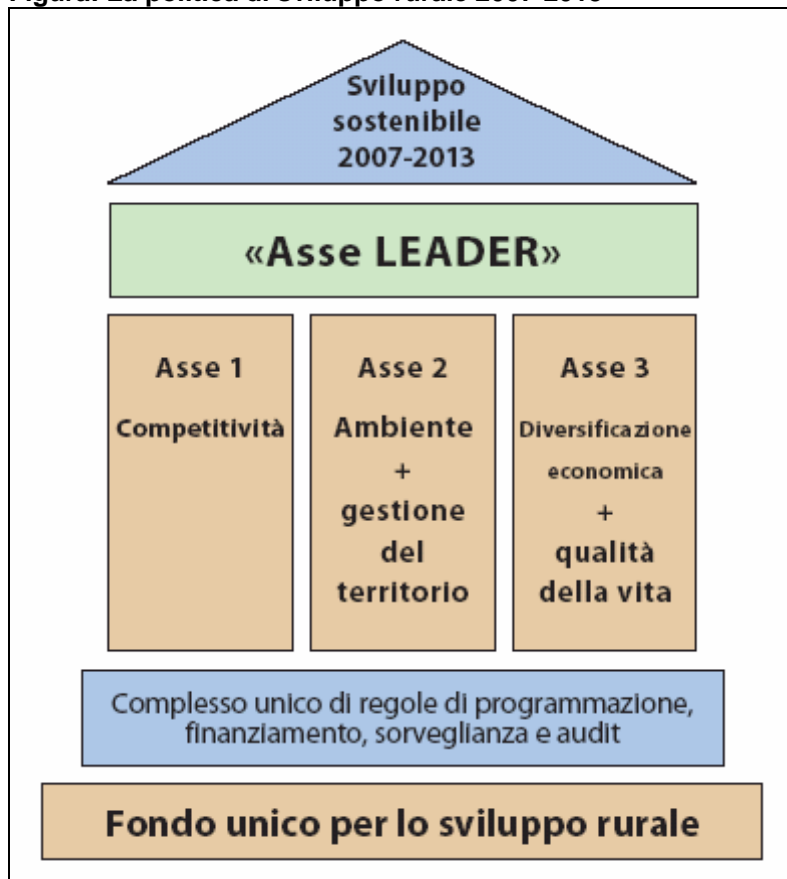 Figura: La politica di Sviluppo rurale 2007-2013
Sviluppo
sostenibile
2007-2013
«Asse LEADER»
Asse 1
Competitività
Asse 2
Ambiente
+
gestione
del
territorio
Asse 3
Diversificazione
economica
+
qualità
della vita
Complesso unico di regole di programmazione,
finanziamento, sorveglianza e audit
Fondo unico per lo sviluppo rurale